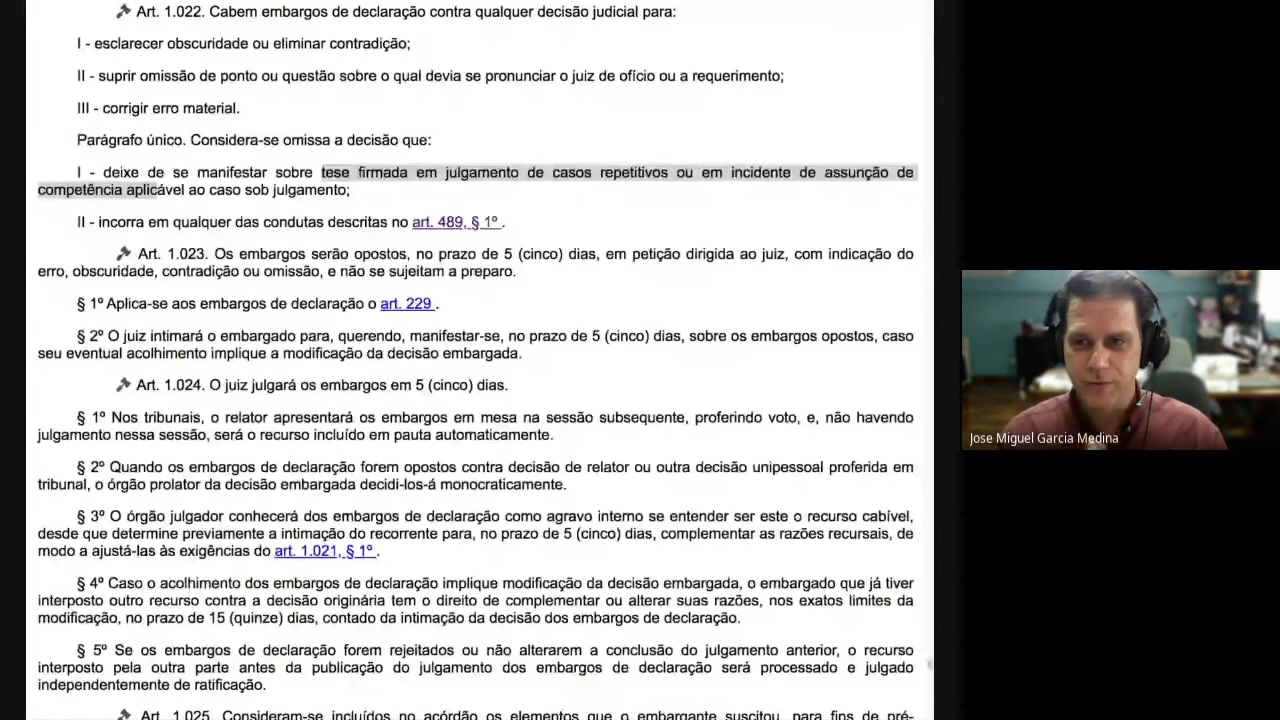 Art. 1.022. Cabem embargos de declaração contra qualquer decisão judicial para:
I - esclarecer obscuridade ou eliminar contradição;
II - suprir omissão de ponto ou questão sobre o qual devia se pronunciar o juiz de ofício ou a requerimento;
III - corrigir erro material.
Parágrafo único. Considera-se omissa a decisão que:
I - deixe de se manifestar sobre tese firmada em julgamento de casos repetitivos ou em incidente de assunção de
competência aplicável ao caso sob julgamento;
II - incorra em qualquer das condutas descritas no art. 489, § 1º .
Art. 1.023. Os embargos serão opostos, no prazo de 5 (cinco) dias, em petição dirigida ao juiz, com indicação do
erro, obscuridade, contradição ou omissão, e não se sujeitam a preparo.
§ 1º Aplica-se aos embargos de declaração o art. 229 .
§ 2º O juiz intimará o embargado para, querendo, manifestar-se, no prazo de 5 (cinco) dias, sobre os embargos opostos, caso
seu eventual acolhimento implique a modificação da decisão embargada.
Art. 1.024. O juiz julgará os embargos em 5 (cinco) dias.
§ 1º Nos tribunais, o relator apresentará os embargos em mesa na sessão subsequente, proferindo voto, e, não havendo
julgamento nessa sessão, será o recurso incluído em pauta automaticamente.
§ 2º Quando os embargos de declaração forem opostos contra decisão de relator ou outra decisão unipessoal proferida em
tribunal, o órgão prolator da decisão embargada decidi-los-á monocraticamente.
§ 3º O órgão julgador conhecerá dos embargos de declaração como agravo interno se entender ser este o recurso cabível,
desde que determine previamente a intimação do recorrente para, no prazo de 5 (cinco) dias, complementar as razões recursais, de
modo a ajustá-las às exigências do art. 1.021, § 1º .
§ 4º Caso o acolhimento dos embargos de declaração implique modificação da decisão embargada, o embargado que já tiver
interposto outro recurso contra a decisão originária tem o direito de complementar ou alterar suas razões, nos exatos limites da
modificação, no prazo de 15 (quinze) dias, contado da intimação da decisão dos embargos de declaração.
§ 5º Se os embargos de declaração forem rejeitados ou não alterarem a conclusão do julgamento anterior, o recurso
interposto pela outra parte antes da publicação do julgamento dos embargos de declaração será processado e julgado
independentemente de ratificação.
Art. 1.025. Consideram-se incluídos no acórdão os elementos que o embargante suscitou, para fins de pré-
Jose Miguel Garcia Medina